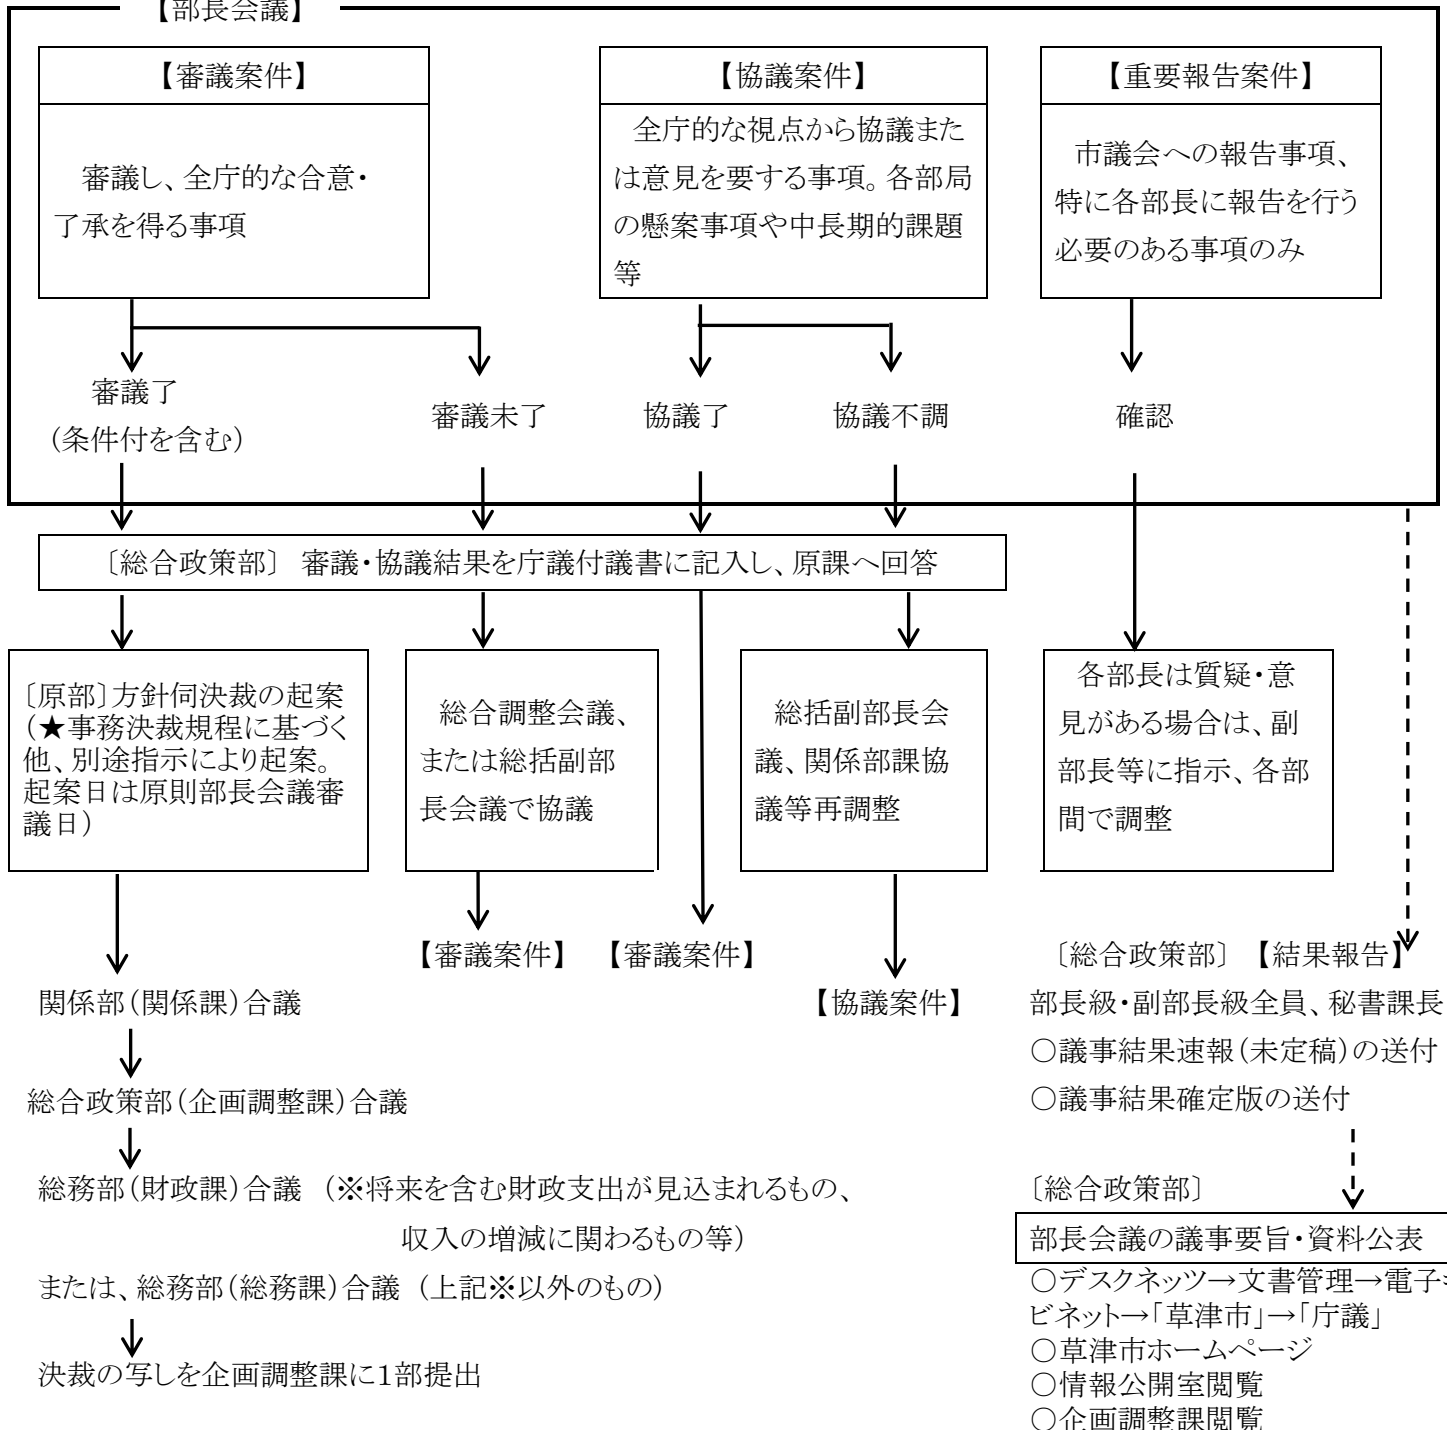 【部長会議】
【審議案件】
審議し、全庁的な合意・
了承を得る事項
【協議案件】
全庁的な視点から協議また
は意見を要する事項。各部局
の懸案事項や中長期的課題
等
【重要報告案件】
市議会への報告事項、
特に各部長に報告を行う
必要のある事項のみ
審議了
（条件付を含む）
審議未了
協議了
協議不調
確認
〔総合政策部〕 審議・協議結果を庁議付議書に記入し、原課へ回答
〔原部〕方針伺決裁の起案
（★事務決裁規程に基づく
他、別途指示により起案。
起案日は原則部長会議審
議日）
総合調整会議、
または総括副部
長会議で協議
総括副部長会
議、関係部課協
議等再調整
各部長は質疑・意
見がある場合は、副
部長等に指示、各部
間で調整
【審議案件】
【審議案件】
【協議案件】
関係部（関係課）合議
総合政策部（企画調整課）合議
総務部（財政課）合議 （※将来を含む財政支出が見込まれるもの、
収入の増減に関わるもの等）
または、総務部（総務課）合議 （上記※以外のもの）
決裁の写しを企画調整課に1部提出
〔総合政策部〕 【結果報告】
部長級・副部長級全員、秘書課長
○議事結果速報（未定稿）の送付
○議事結果確定版の送付
〔総合政策部〕
部長会議の議事要旨・資料公表
○デスクネッツ→文書管理→電子キ
ビネット→「草津市」→「庁議」
○草津市ホームページ
○情報公開室閲覧
○企画調整課閲覧